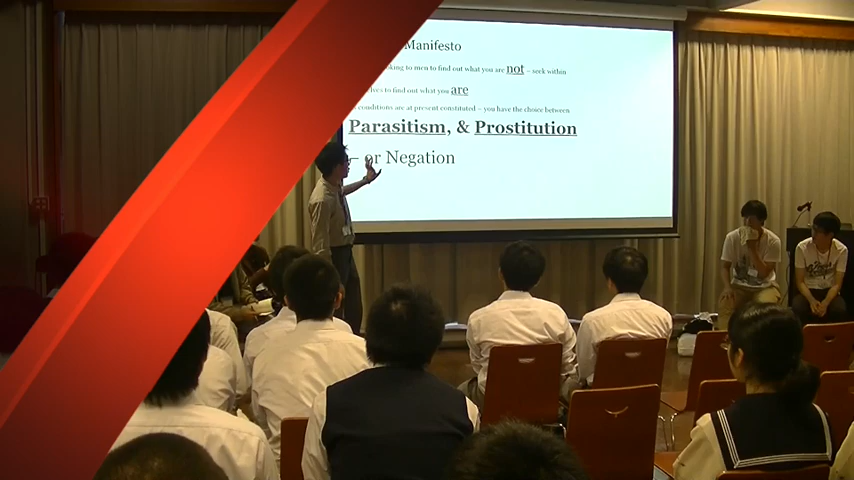 Manifesto
king to men to find out what you are not – seek within
lves to find out what you are
conditions are at present constituted – you have the choice between
Parasitism, & Prostitution
– or Negation